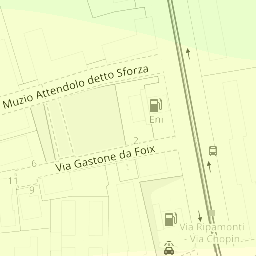 Muzio Attendolo detto Sforza
Eni
2
Via Gastone da Foix
6
11
9
Via Ripamonti
- Via Chopin